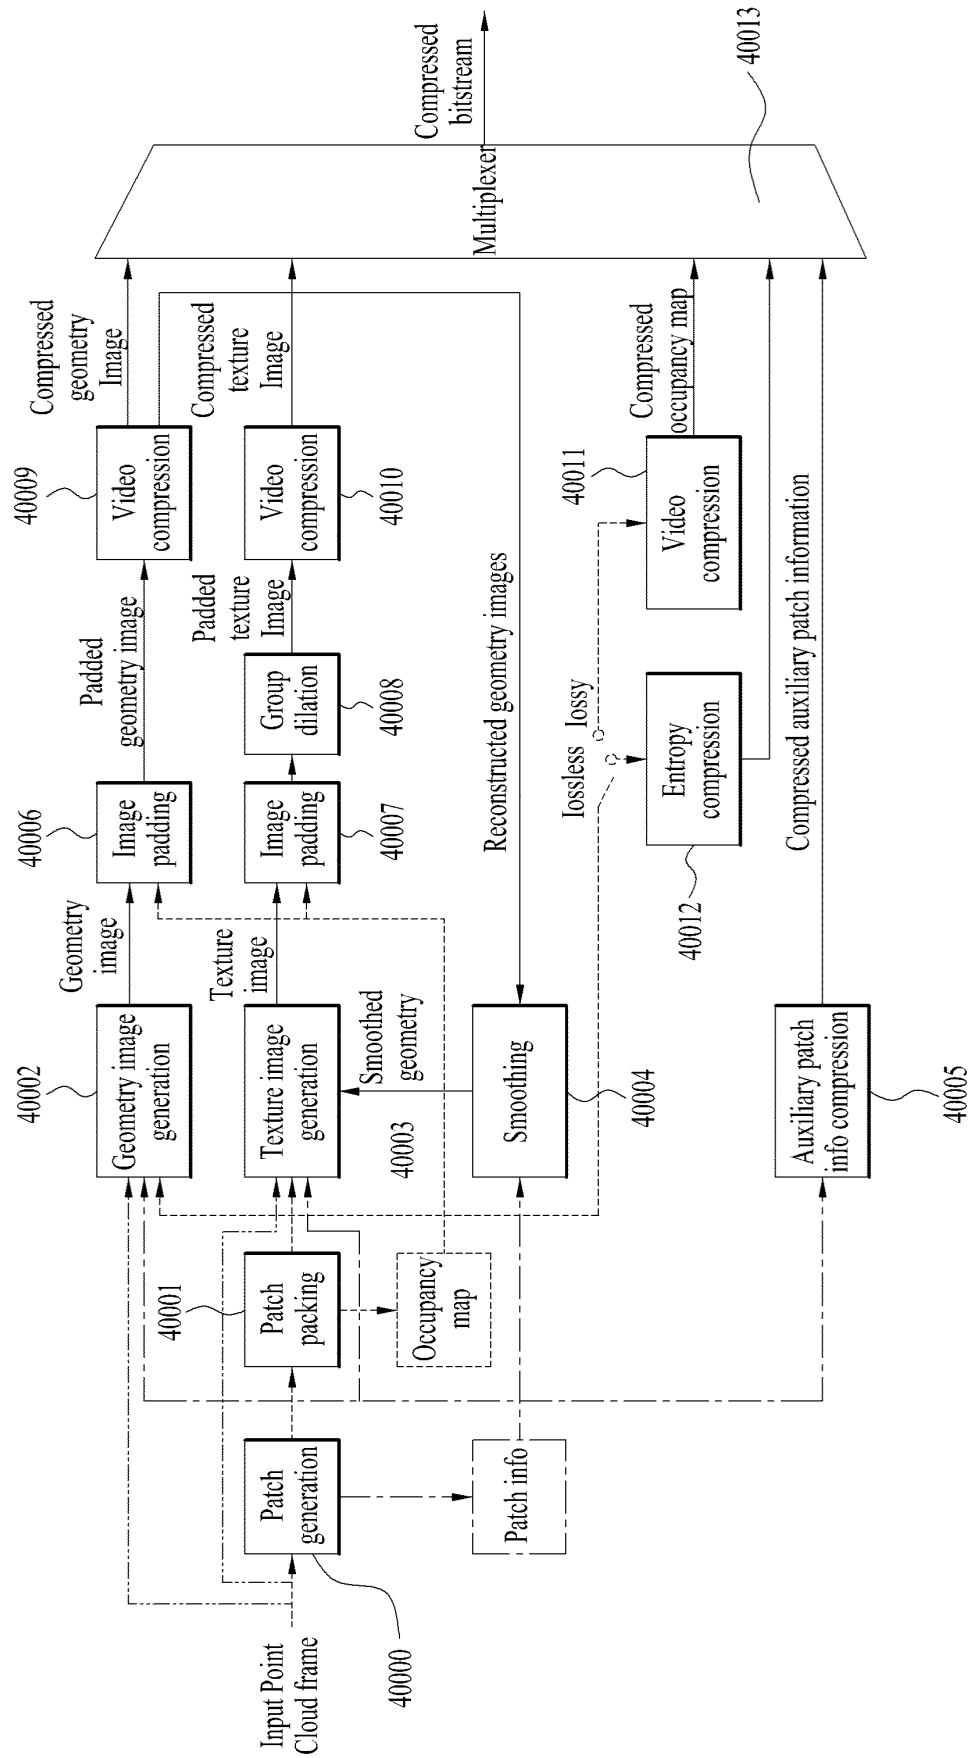 Input Point
Cloud frame
40000
Patch
generation
Patch info
40001
Patch
packing
Occupancy
map
40002
Geometry image
generation
Texture image
generation
40003
Smoothed
geometry
Smoothing
40004
Auxiliary patch
info compression
40005
Geometry
image
Texture
image
40006
Image
padding
Image
padding
40007
Group
dilation
40008
Padded
geometry image
Padded texture
Image
40009
Video
compression
Video
compression
40010
Reconstructed geometry images
lossless
lossy
Entropy
compression
40012
40011
Video
compression
Compressed auxiliary patch information
Compressed
geometry
Image
Compressed
texture
Image
Compressed
occupancy map
Multiplexer
40013
Compressed
bitstream